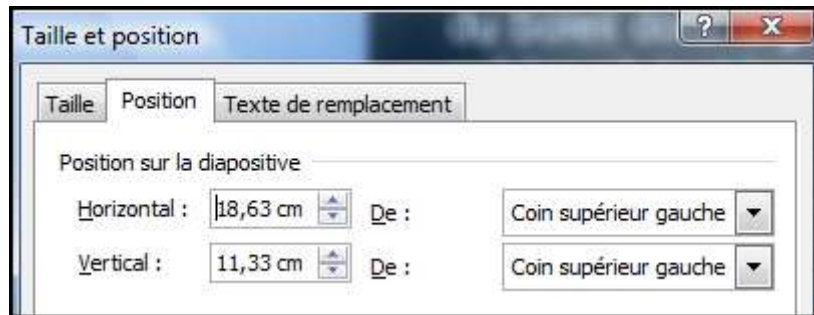 Taille et position
?
X
Taille Position Texte de remplacement
Position sur la diapositive
Horizontal : 18,63 cm De : Coin supérieur gauche
Vertical : 11,33 cm De : Coin supérieur gauche